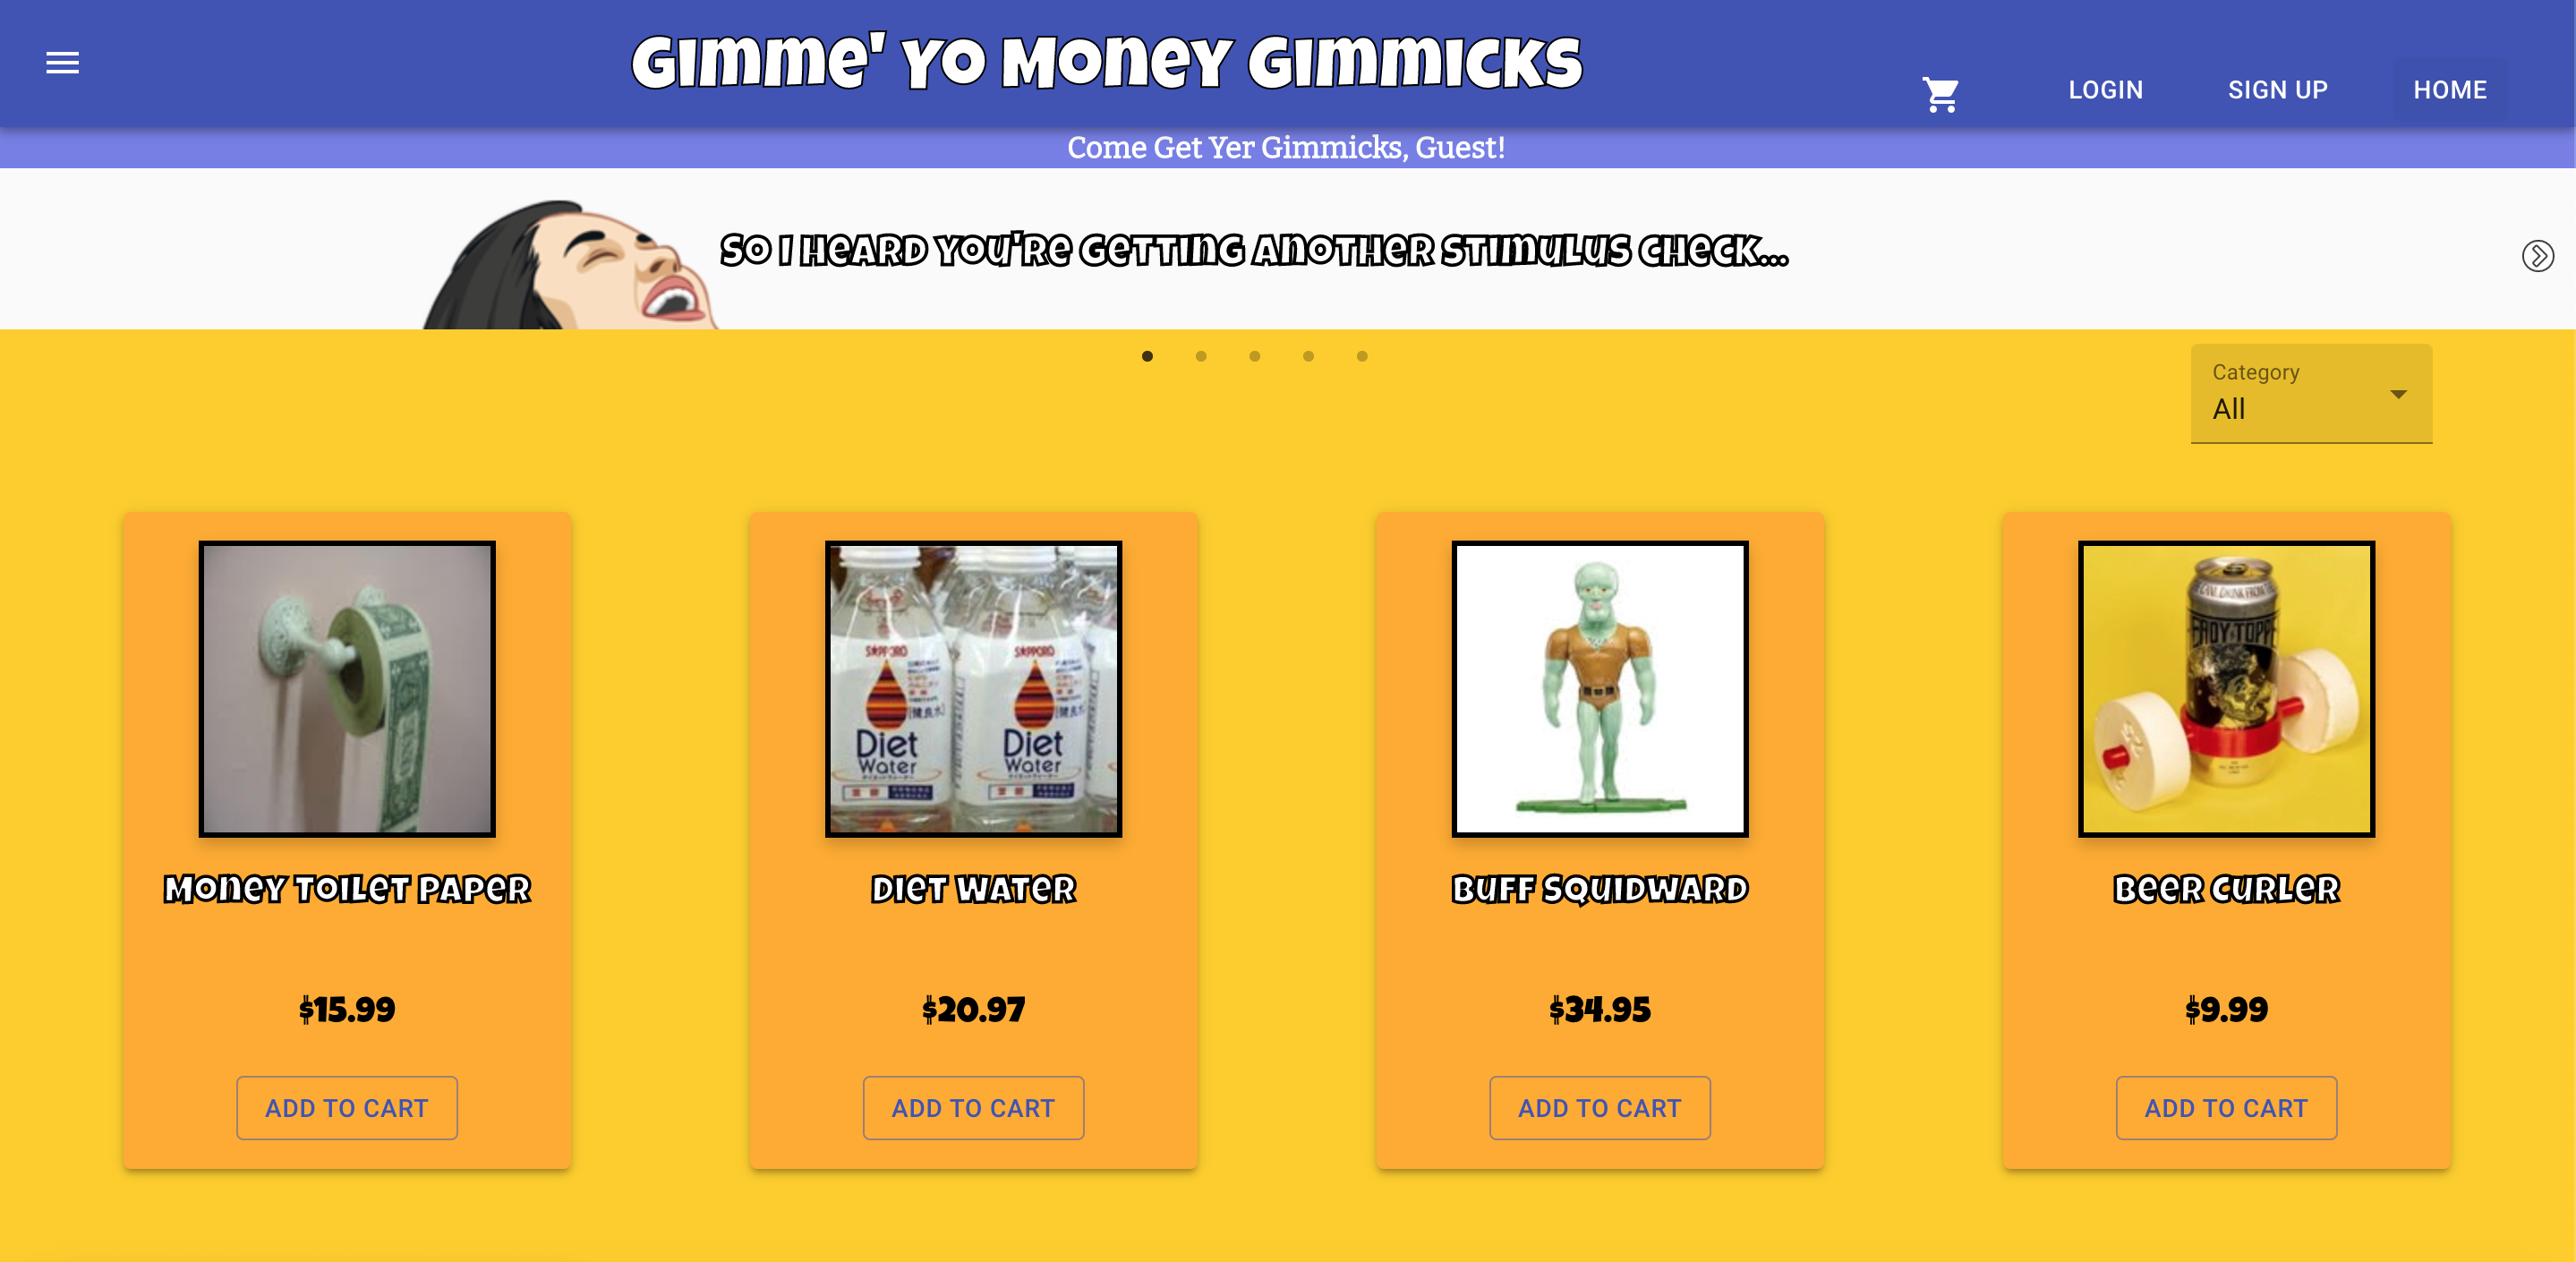 Gimme' Yo Money Gimmicks
LOGIN
SIGN UP
HOME
Come Get Yer Gimmicks, Guest!
So I heard you're getting another stimulus check...
Category
All
SAPPORO
SAPPORO
Diet
Water
Diet
Water
Money Toilet Paper
Diet Water
Buff Squidward
Beer Curler
$15.99
$20.97
$34.95
$9.99
ADD TO CART
ADD TO CART
ADD TO CART
ADD TO CART